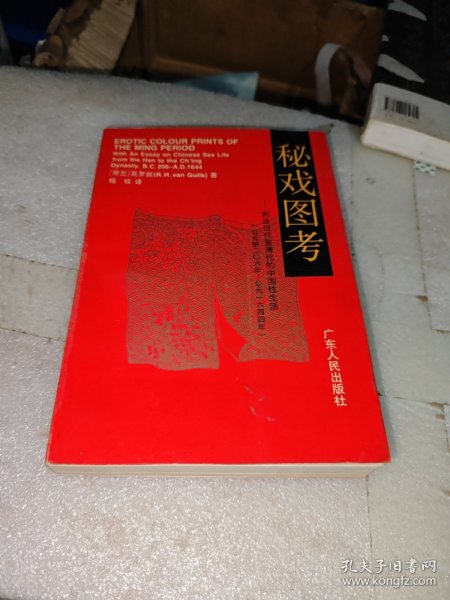 EROTIC COLOUR PRINTS OF
THE MING PERIOD
with An Essay on Chinese Sex Life
from the Han to the Ch'ing
Dynasty, B.C. 206-A.D. 1644
(荷兰)高罗佩(R.H. van Gulik) 著
杨 权 译
秘戏图考
——附论汉代至清代的中国性生活
(公元前二〇六年—公元一六四四年)
广东人民出版社
孔夫子旧书网
www.kongfz.com